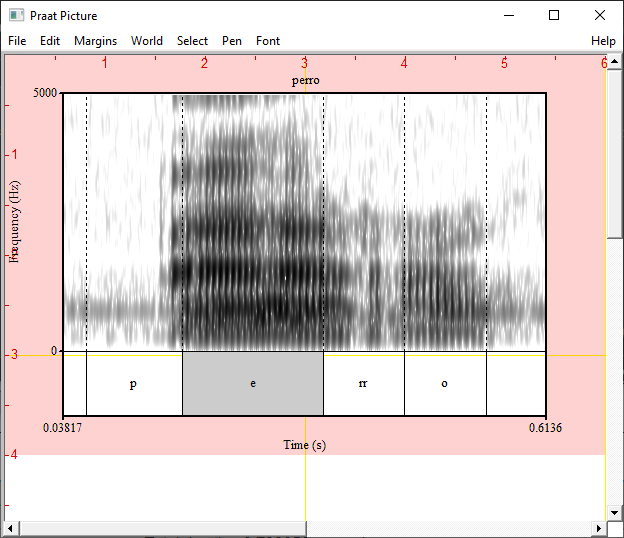 Praat Picture
File Edit Margins World Select Pen Font Help
1 2 3 4 5 6
perro
5000
1
Frequency (Hz)
0
3
p e rr o
0.03817 0.6136
Time (s)
4